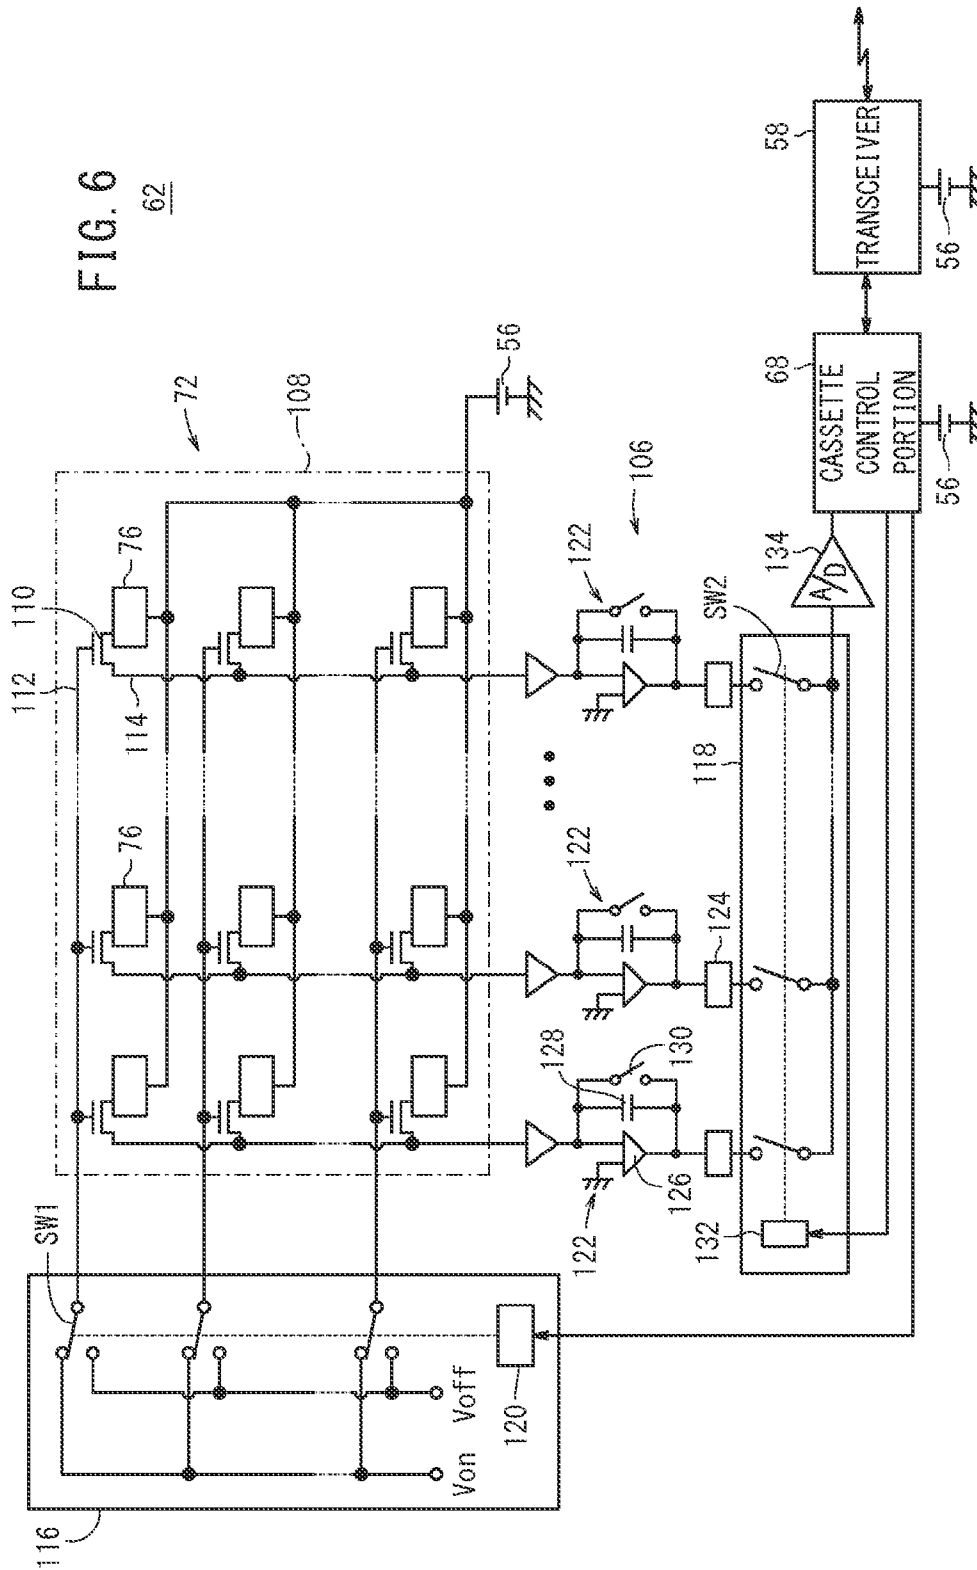 FIG. 6
62
72
108
56
110
76
112
114
76
106
122
122
128
130
126
122
124
SW2
118
132
134
A/D
68
CASSETTE
CONTROL
PORTION
56
58
TRANSCEIVER
56
SW1
Von
Voff
120
116